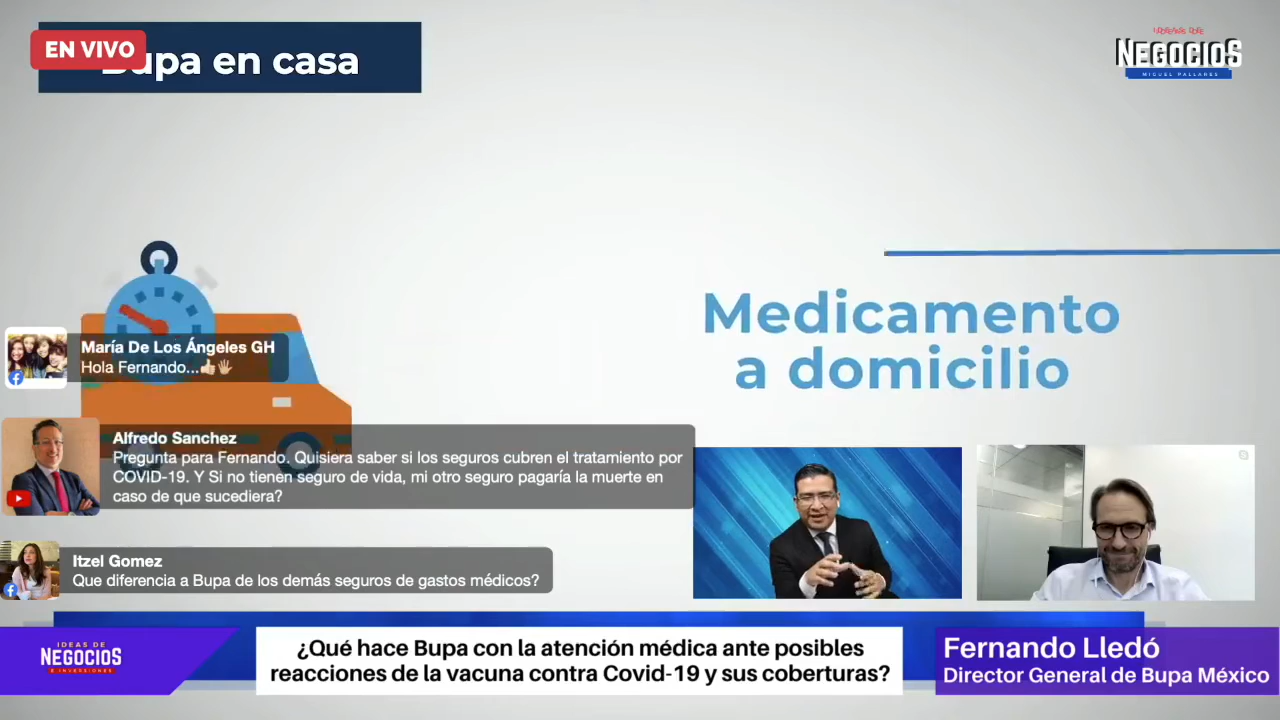 EN VIVO
Bupa en casa
IDEAS DE
NEGOCIOS
MIGUEL PALLARES
Medicamento
a domicilio
María De Los Ángeles GH
Hola Fernando...👍🏼🖐🏼
Alfredo Sanchez
Pregunta para Fernando. Quisiera saber si los seguros cubren el tratamiento por
COVID-19. Y Si no tienen seguro de vida, mi otro seguro pagaría la muerte en
caso de que sucediera?
Itzel Gomez
Que diferencia a Bupa de los demás seguros de gastos médicos?
IDEAS DE
NEGOCIOS
E INVERSIONES
¿Qué hace Bupa con la atención médica ante posibles
reacciones de la vacuna contra Covid-19 y sus coberturas?
Fernando Lledó
Director General de Bupa México